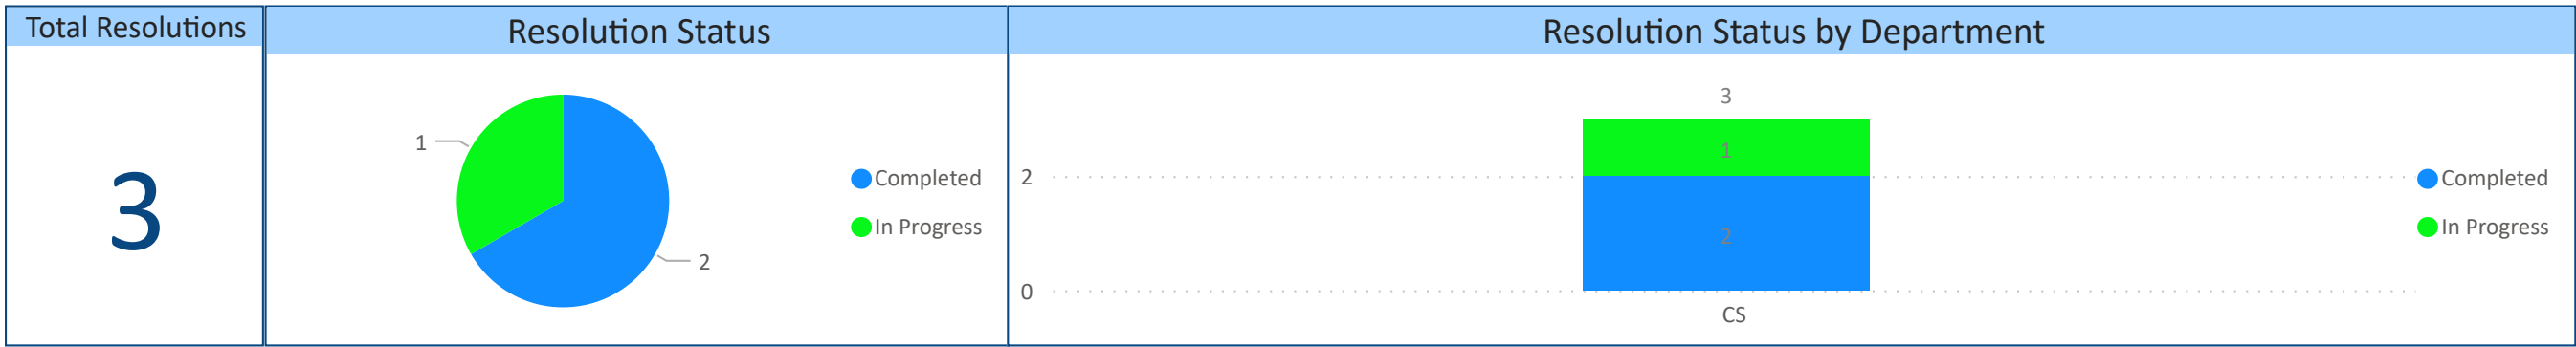 Total Resolutions
3
Resolution Status
1
2
Completed
In Progress
Resolution Status by Department
3
1
2
2
0
CS
Completed
In Progress